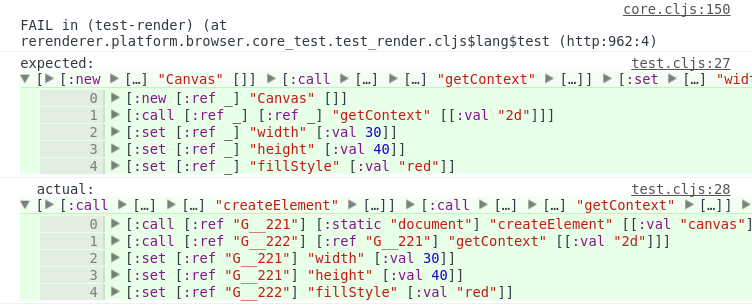 core.cljs:150
FAIL in (test-render) (at
rerenderer.platform.browser.core_test.test_render.cljs$lang$test (http:962:4)
expected: test.cljs:27
▼ [▶ [:new ▶ […] "Canvas" []] ▶ [:call ▶ […] ▶ […] "getContext" ▶ […]] ▶ [:set ▶ […] "widt
0 ▶ [:new [:ref _] "Canvas" []]
1 ▶ [:call [:ref _] [:ref _] "getContext" [[:val "2d"]]]
2 ▶ [:set [:ref _] "width" [:val 30]]
3 ▶ [:set [:ref _] "height" [:val 40]]
4 ▶ [:set [:ref _] "fillStyle" [:val "red"]]
actual: test.cljs:28
▼ [▶ [:call ▶ […] ▶ […] "createElement" ▶ […]] ▶ [:call ▶ […] ▶ […] "getContext" ▶ […]] ▶
0 ▶ [:call [:ref "G__221"] [:static "document"] "createElement" [[:val "canvas"]
1 ▶ [:call [:ref "G__222"] [:ref "G__221"] "getContext" [[:val "2d"]]]
2 ▶ [:set [:ref "G__221"] "width" [:val 30]]
3 ▶ [:set [:ref "G__221"] "height" [:val 40]]
4 ▶ [:set [:ref "G__222"] "fillStyle" [:val "red"]]